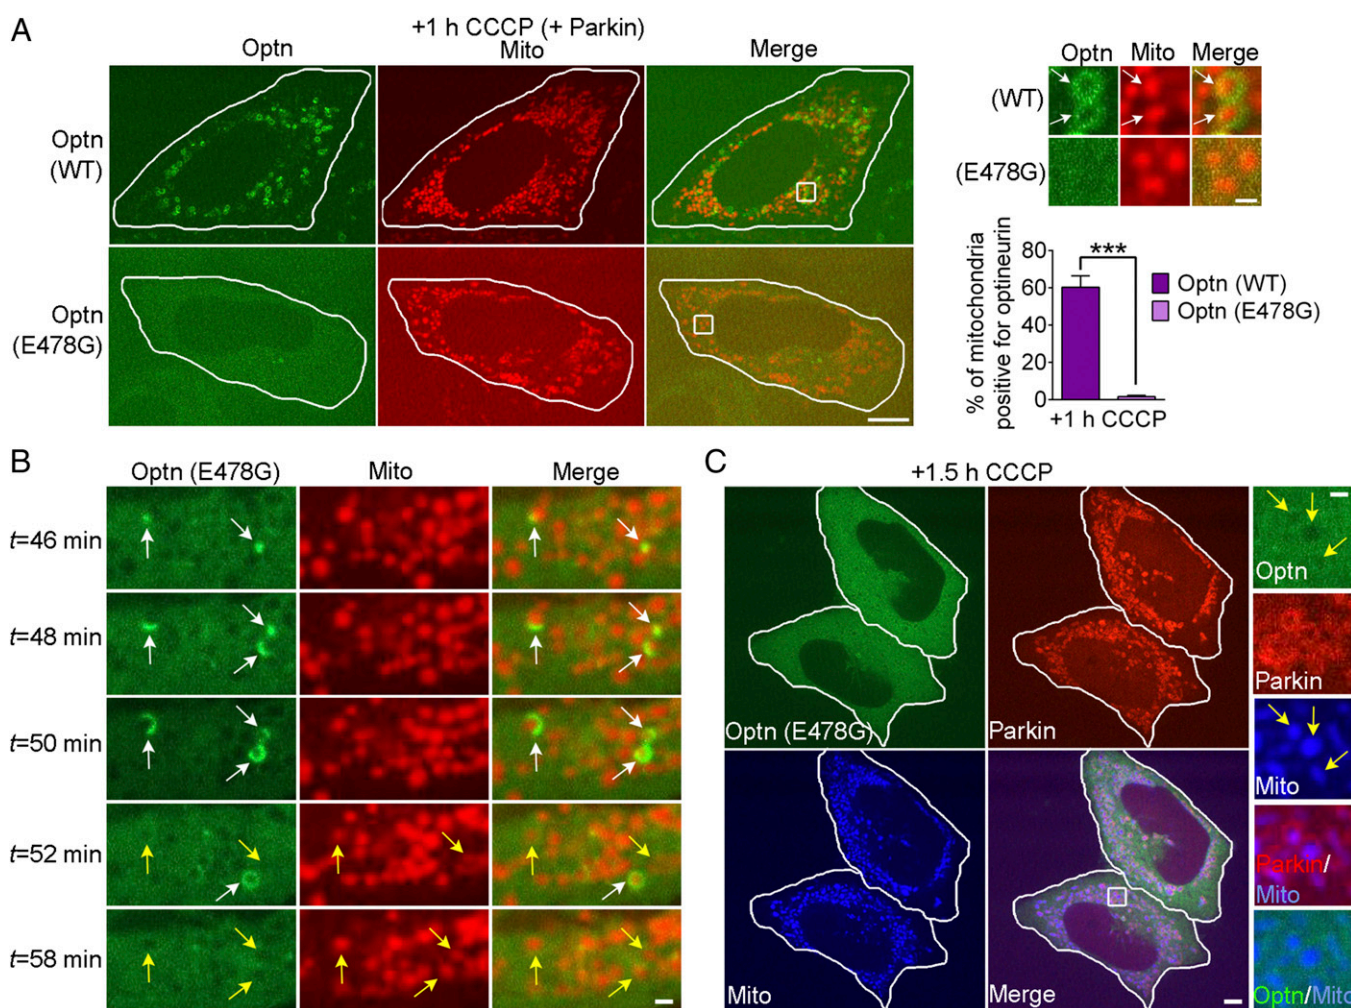 A
+1 h CCCP (+ Parkin)
Optn Mito Merge
Optn
(WT)
Optn
(E478G)
Optn Mito Merge
(WT)
(E478G)
% of mitochondria
positive for optineurin
80
60
40
20
0
***
Optn (WT)
Optn (E478G)
+1 h CCCP
B
Optn (E478G) Mito Merge
t=46 min
t=48 min
t=50 min
t=52 min
t=58 min
C
+1.5 h CCCP
Optn (E478G)
Parkin
Mito
Merge
Optn
Parkin
Mito
Parkin/
Mito
Optn/Mito